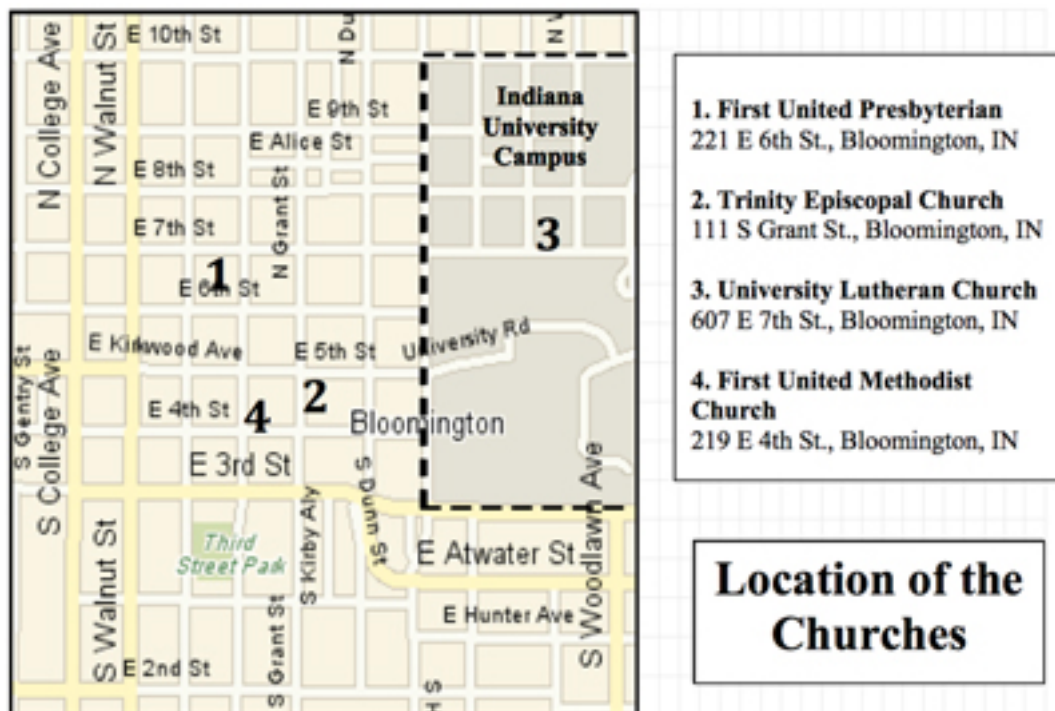 N College Ave
N Walnut St
E 10th St
N Du
N V
E 9th St
E Alice St
E 8th St
N Grant St
E 7th St
1
E 6th St
Indiana
University
Campus
3
E Kirkwood Ave
E 5th St
University Rd
S Gentry St
S College Ave
E 4th St
4
2
Bloomington
E 3rd St
S Dunn St
S Kirby Aly
Third
Street Park
E Atwater St
S Woodlawn Ave
S Walnut St
E Hunter Ave
S Grant St
E 2nd St
S H
1. First United Presbyterian
221 E 6th St., Bloomington, IN
2. Trinity Episcopal Church
111 S Grant St., Bloomington, IN
3. University Lutheran Church
607 E 7th St., Bloomington, IN
4. First United Methodist
Church
219 E 4th St., Bloomington, IN
Location of the
Churches